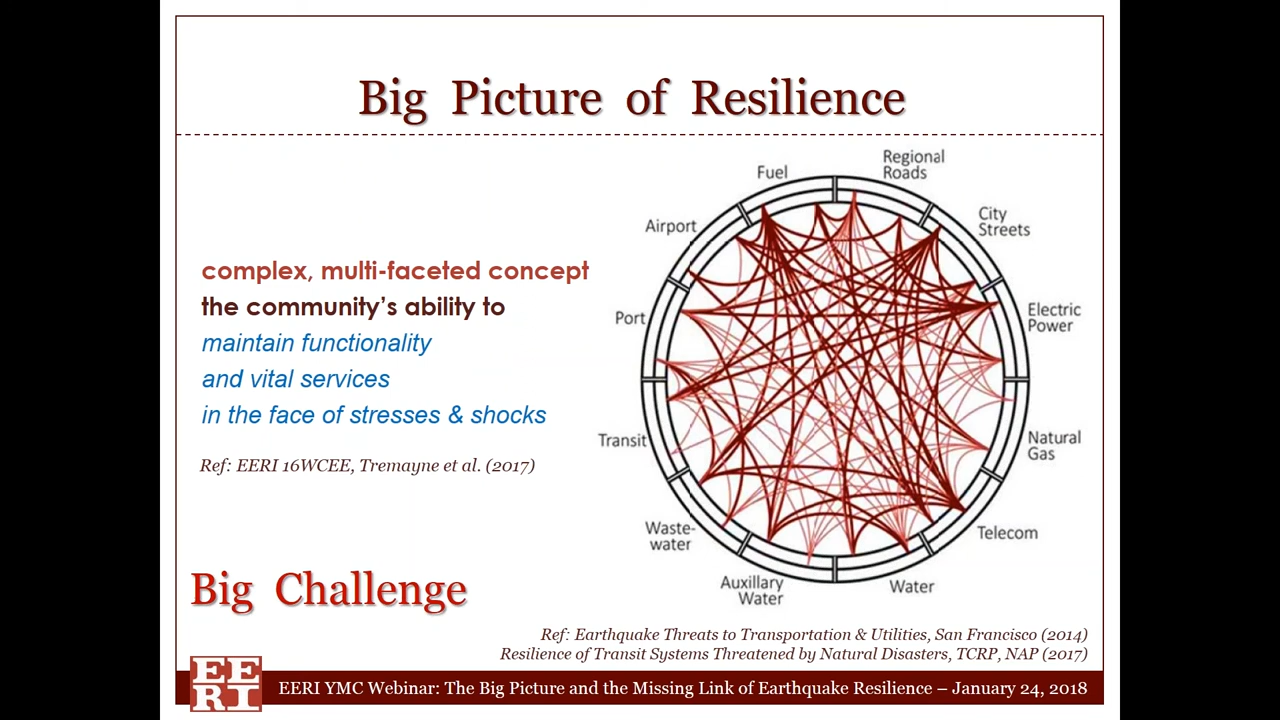 Big Picture of Resilience
complex, multi-faceted concept
the community's ability to
maintain functionality
and vital services
in the face of stresses & shocks
Ref: EERI 16WCEE, Tremayne et al. (2017)
Big Challenge
Fuel
Regional
Roads
City
Streets
Electric
Power
Natural
Gas
Telecom
Water
Auxillary
Water
Waste-
water
Transit
Port
Airport
Ref: Earthquake Threats to Transportation & Utilities, San Francisco (2014)
Resilience of Transit Systems Threatened by Natural Disasters, TCRP, NAP (2017)
EE
RI
EERI YMC Webinar: The Big Picture and the Missing Link of Earthquake Resilience – January 24, 2018